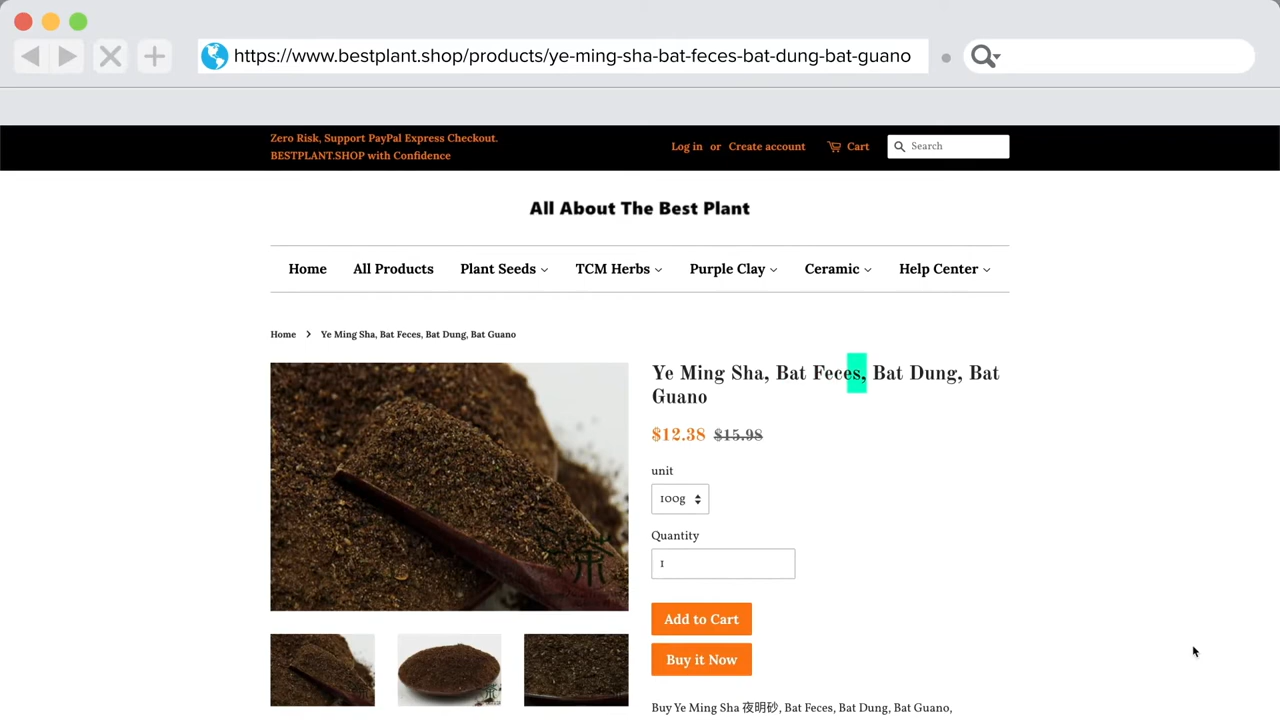 https://www.bestplant.shop/products/ye-ming-sha-bat-feces-bat-dung-bat-guano
Zero Risk, Support PayPal Express Checkout.
BESTPLANT.SHOP with Confidence
Log in or Create account Cart Search
All About The Best Plant
Home All Products Plant Seeds TCM Herbs Purple Clay Ceramic Help Center
Home > Ye Ming Sha, Bat Feces, Bat Dung, Bat Guano
Ye Ming Sha, Bat Feces, Bat Dung, Bat
Guano
$12.38 $15.98
unit
100g
Quantity
1
Add to Cart
Buy it Now
Buy Ye Ming Sha 夜明砂, Bat Feces, Bat Dung, Bat Guano,